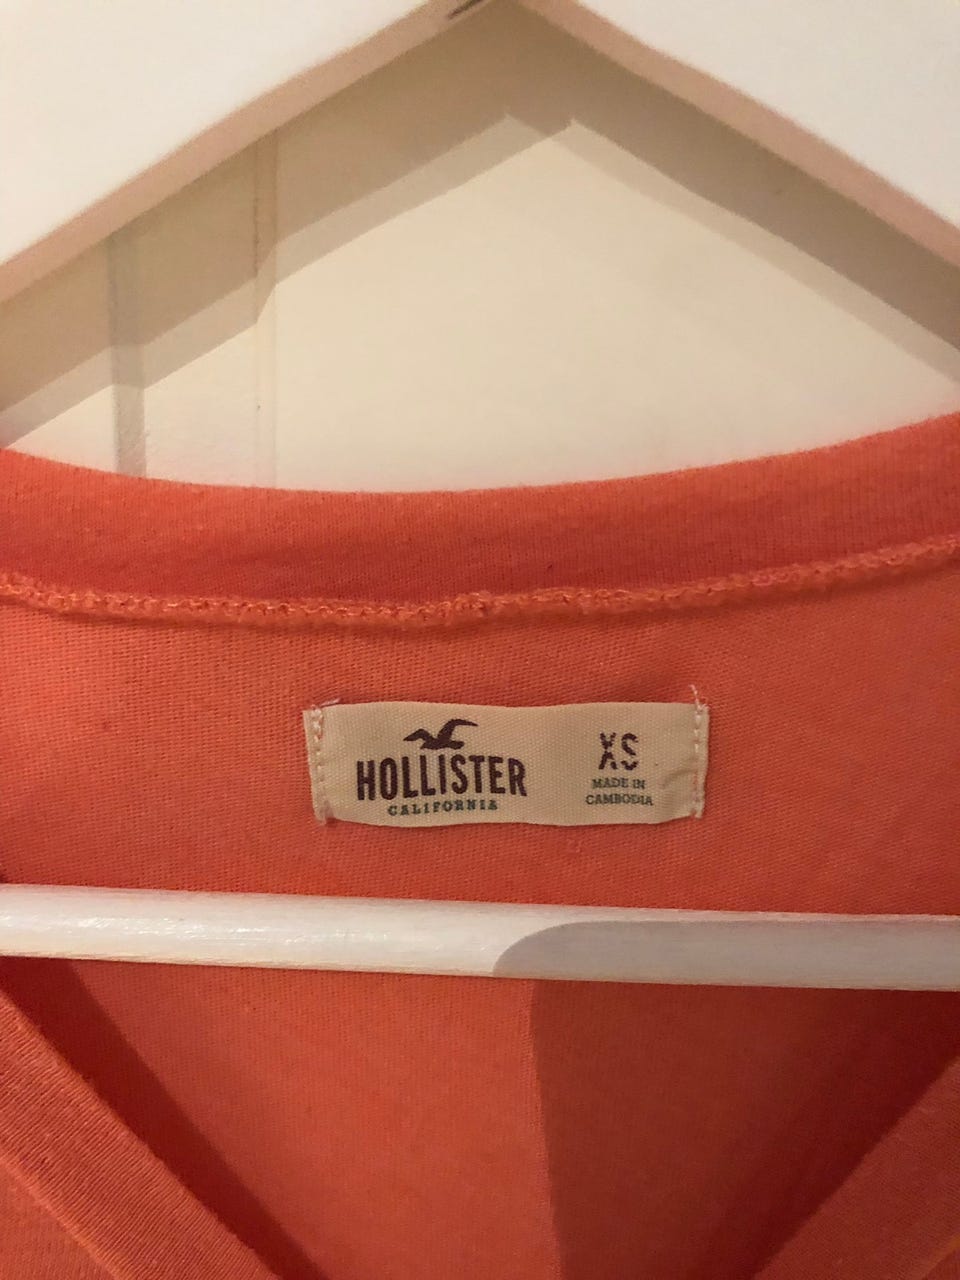 HOLLISTER
CALIFORNIA
XS
MADE IN
CAMBODIA